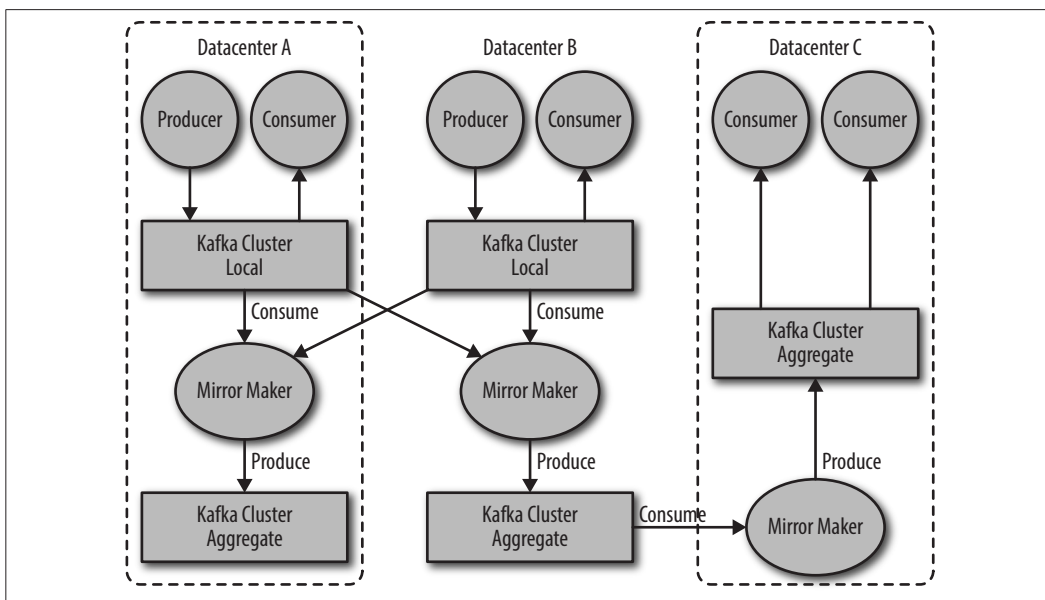 Datacenter A
Datacenter B
Datacenter C
Producer
Consumer
Producer
Consumer
Consumer
Consumer
Kafka Cluster
Local
Kafka Cluster
Local
Consume
Consume
Kafka Cluster
Aggregate
Mirror Maker
Mirror Maker
Produce
Produce
Produce
Kafka Cluster
Aggregate
Kafka Cluster
Aggregate
Consume
Mirror Maker